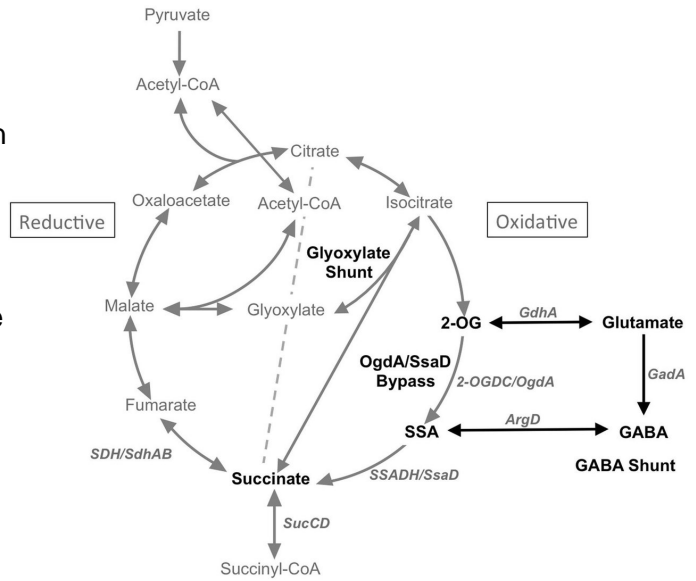 Pyruvate
Acetyl-CoA
n
Citrate
Oxaloacetate
Acetyl-CoA
Isocitrate
Reductive
Oxidative
Glyoxylate
Shunt
Malate
Glyoxylate
e
2-OG
GdhA
Glutamate
OgdA/SsaD
Bypass
2-OGDC/OgdA
GadA
Fumarate
SSA
ArgD
GABA
SDH/SdhAB
GABA Shunt
Succinate
SSADH/SsaD
SucCD
Succinyl-CoA